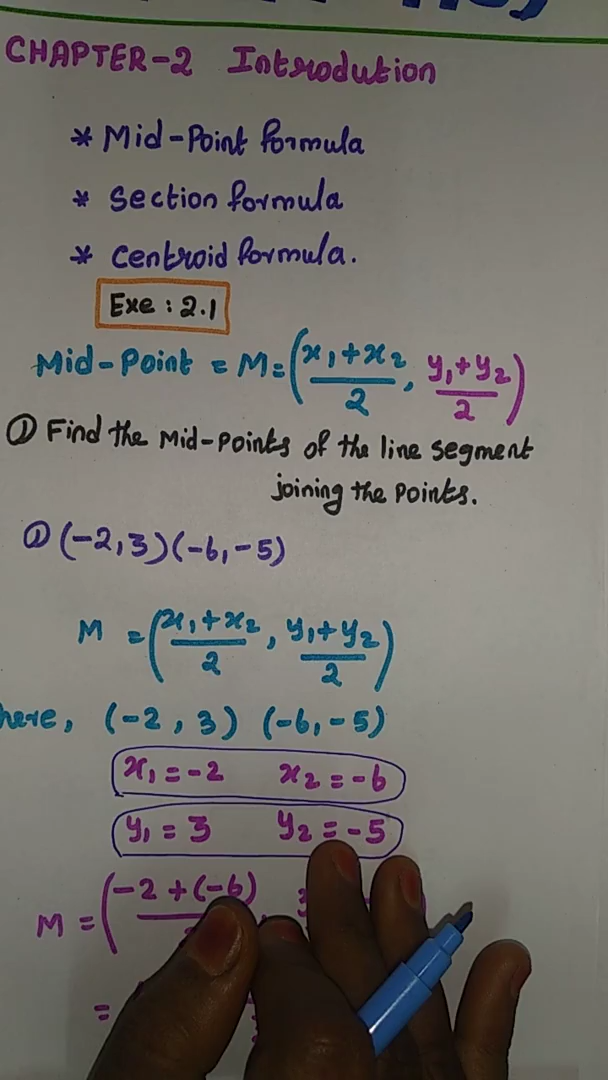 CHAPTER-2 Introdution
* Mid-Point formula
* section formula
* centroid formula.
Exe : 2.1
Mid-Point = M = (x₁+x₂/2, y₁+y₂/2)
① Find the Mid-Points of the line segment
joining the Points.
① (-2,3)(-6,-5)
M = (x₁+x₂/2, y₁+y₂/2)
here, (-2, 3) (-6,-5)
x₁ = -2 x₂ = -6
y₁ = 3 y₂ = -5
M = (-2 + (-6)
=